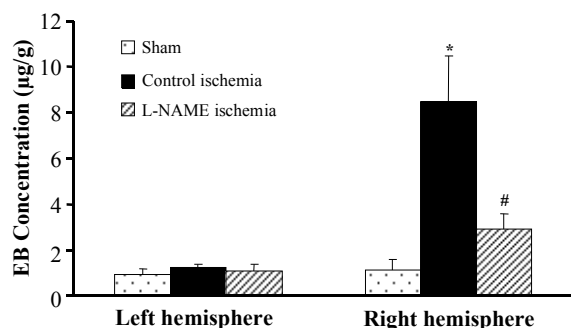 12
10
8
6
4
2
0
EB Concentration (µg/g)
Sham
Control ischemia
L-NAME ischemia
*
#
Left hemisphere
Right hemisphere